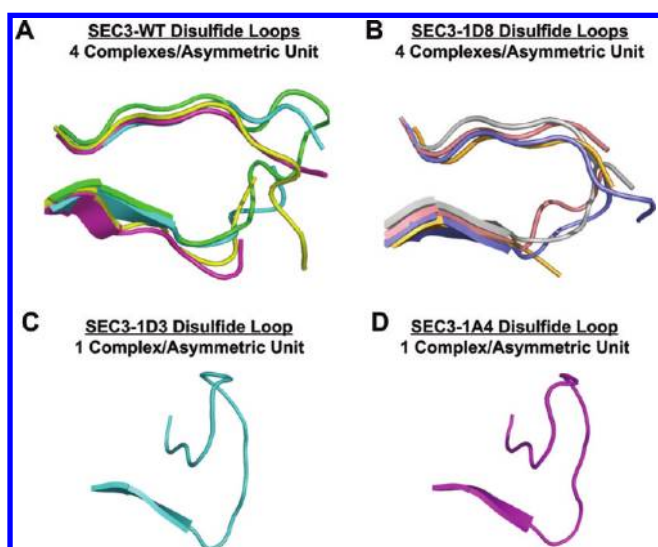 A
SEC3-WT Disulfide Loops
4 Complexes/Asymmetric Unit
B
SEC3-1D8 Disulfide Loops
4 Complexes/Asymmetric Unit
C
SEC3-1D3 Disulfide Loop
1 Complex/Asymmetric Unit
D
SEC3-1A4 Disulfide Loop
1 Complex/Asymmetric Unit